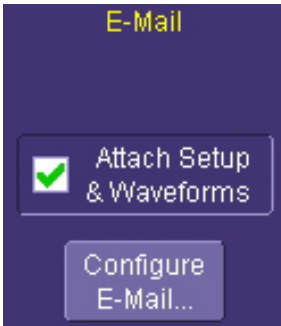 E-Mail
Attach Setup
& Waveforms
Configure
E-Mail...